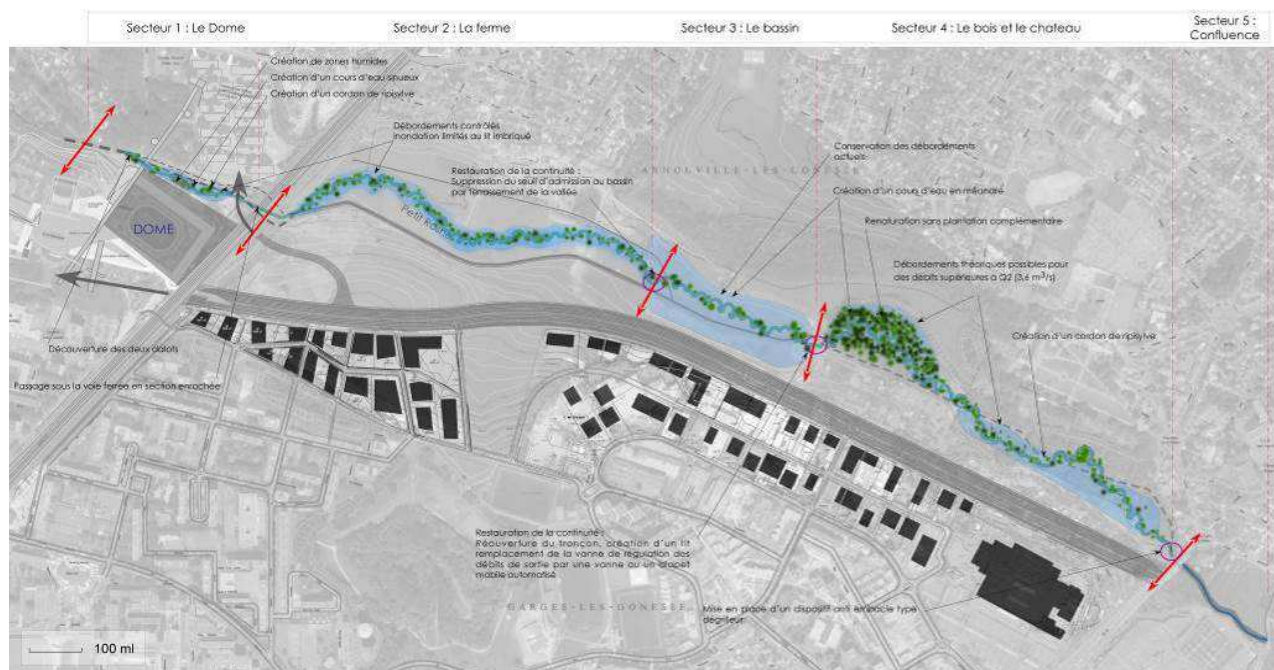 Secteur 1 : Le Dome
Secteur 2 : La ferme
Secteur 3 : Le bassin
Secteur 4 : Le bois et le chateau
Secteur 5 :
Confluence
Création de zones humides
Création d'un cours d'eau sinueux
Création d'un cordon de ripisylve
Débordements contrôlés
inondation limités au lit imbriqué
Restauration de la continuité :
Suppression du seuil d'admission au bassin
par terrassement de la vallée
Conservation des débordements
actuels
ARNOUVILLE-LES-GONESSE
Création d'un cours d'eau en méandre
Renaturation sans plantation complémentaire
Débordements théoriques possibles pour
des débits supérieures à Q2 (3,6 m³/s)
Création d'un cordon de ripisylve
DOME
Petit Rosne
Découverte des deux dalots
Passage sous la voie ferrée en section enrochée
Restauration de la continuité :
Réouverture du tronçon, création d'un lit
remplacement de la vanne de régulation des
débits de sortie par une vanne ou un clapet
mobile automatisé
GARGES-LES-GONESSE
Mise en place d'un dispositif anti embacle type
dégrilleur
100 ml